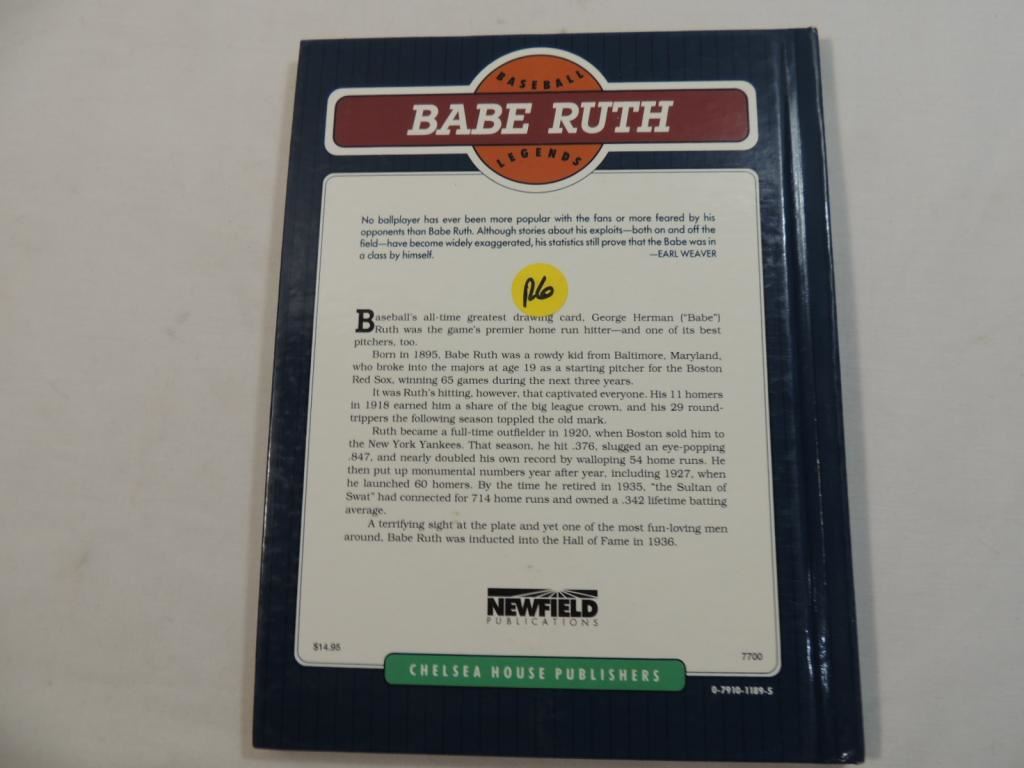 BASEBALL
BABE RUTH
LEGENDS
No ballplayer has ever been more popular with the fans or more feared by his
opponents than Babe Ruth. Although stories about his exploits—both on and off the
field—have become widely exaggerated, his statistics still prove that the Babe was in
a class by himself.
—EARL WEAVER
R6
Baseball's all-time greatest drawing card, George Herman ("Babe")
Ruth was the game's premier home run hitter—and one of its best
pitchers, too.
Born in 1895, Babe Ruth was a rowdy kid from Baltimore, Maryland,
who broke into the majors at age 19 as a starting pitcher for the Boston
Red Sox, winning 65 games during the next three years.
It was Ruth's hitting, however, that captivated everyone. His 11 homers
in 1918 earned him a share of the big league crown, and his 29 round-
trippers the following season toppled the old mark.
Ruth became a full-time outfielder in 1920, when Boston sold him to
the New York Yankees. That season, he hit .376, slugged an eye-popping
.847, and nearly doubled his own record by walloping 54 home runs. He
then put up monumental numbers year after year, including 1927, when
he launched 60 homers. By the time he retired in 1935, "the Sultan of
Swat" had connected for 714 home runs and owned a .342 lifetime batting
average.
A terrifying sight at the plate and yet one of the most fun-loving men
around, Babe Ruth was inducted into the Hall of Fame in 1936.
NEWFIELD
PUBLICATIONS
$14.95
7700
CHELSEA HOUSE PUBLISHERS
0-7910-1189-5